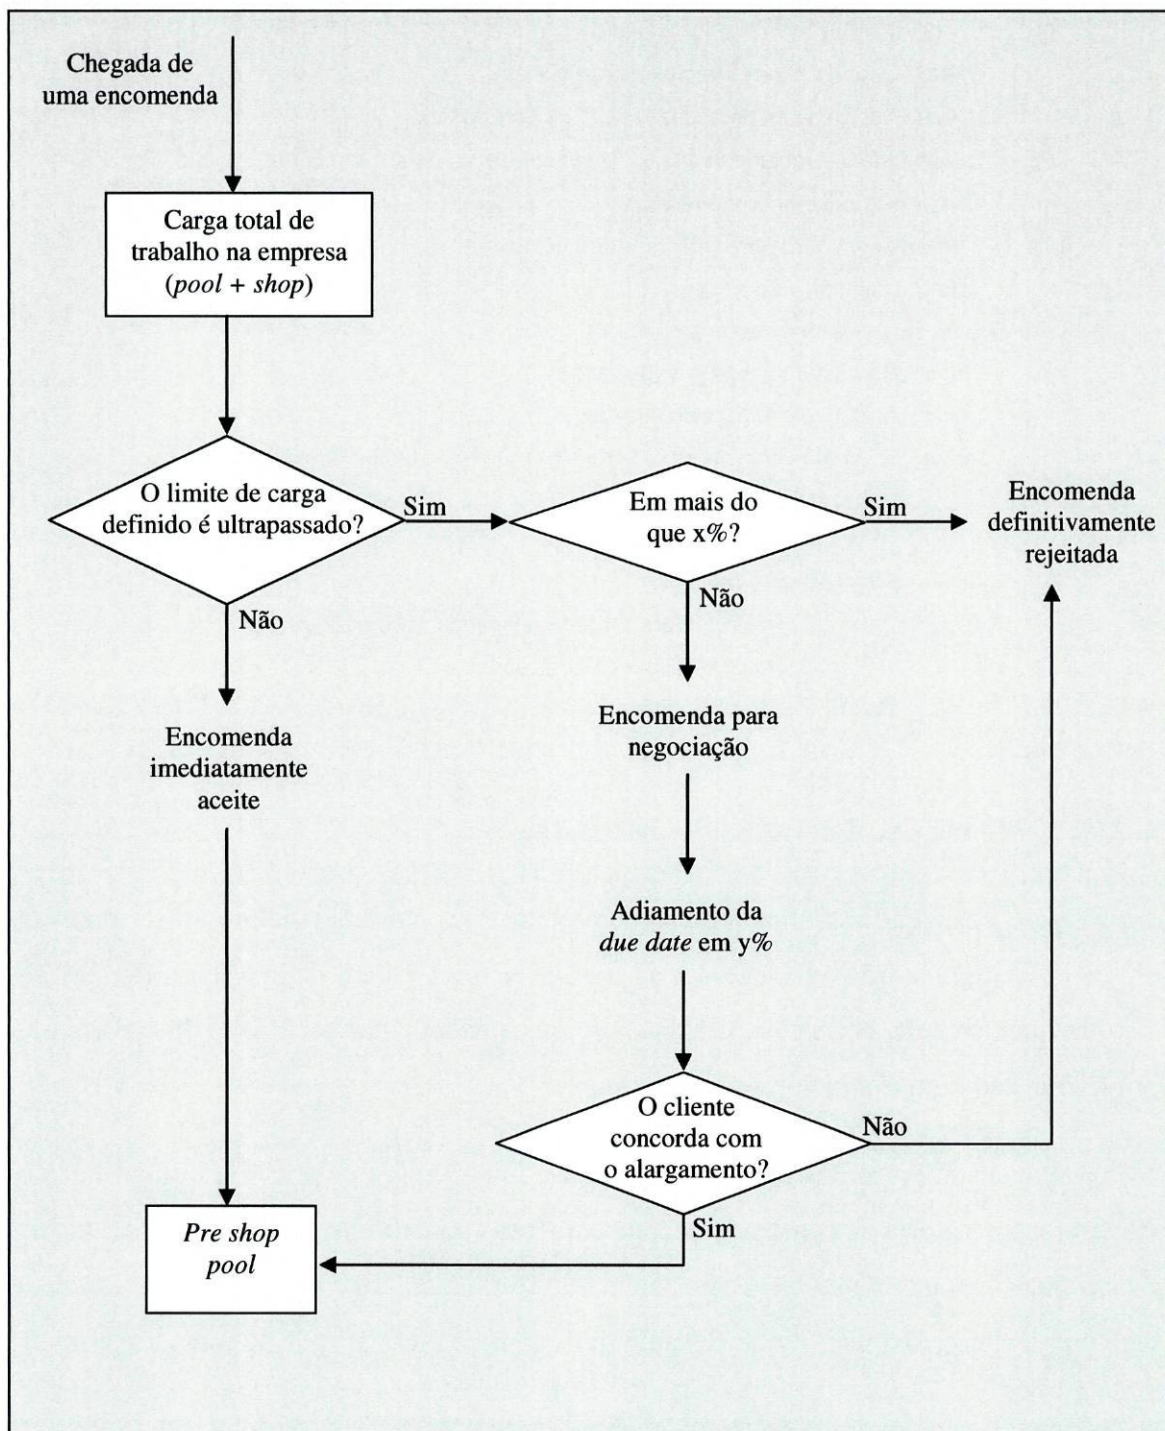 Chegada de
uma encomenda
Carga total de
trabalho na empresa
(pool + shop)
O limite de carga
definido é ultrapassado?
Sim
Em mais do
que x%?
Sim
Encomenda
definitivamente
rejeitada
Não
Não
Encomenda
imediatamente
aceite
Encomenda para
negociação
Adiamento da
due date em y%
O cliente
concorda com
o alargamento?
Não
Sim
Pre shop
pool